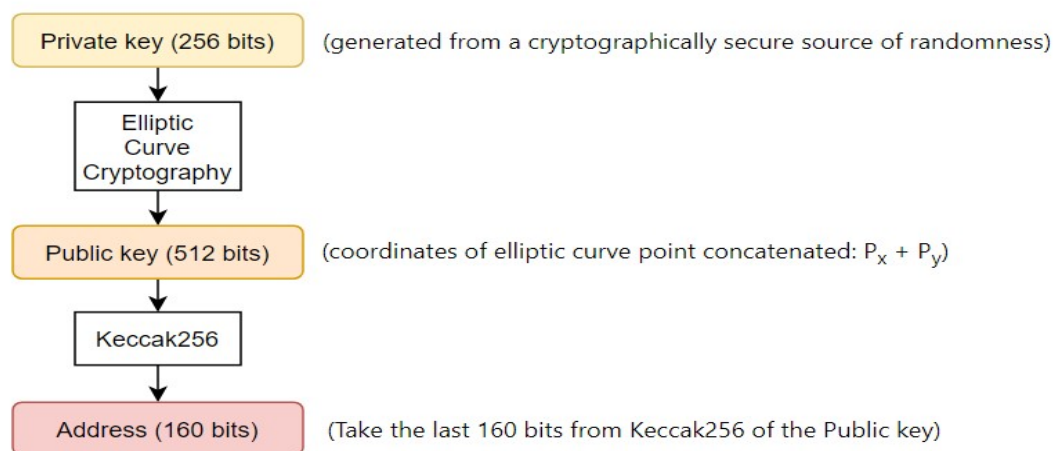 Private key (256 bits) (generated from a cryptographically secure source of randomness)
Elliptic
Curve
Cryptography
Public key (512 bits) (coordinates of elliptic curve point concatenated: Pₓ + Py)
Keccak256
Address (160 bits) (Take the last 160 bits from Keccak256 of the Public key)